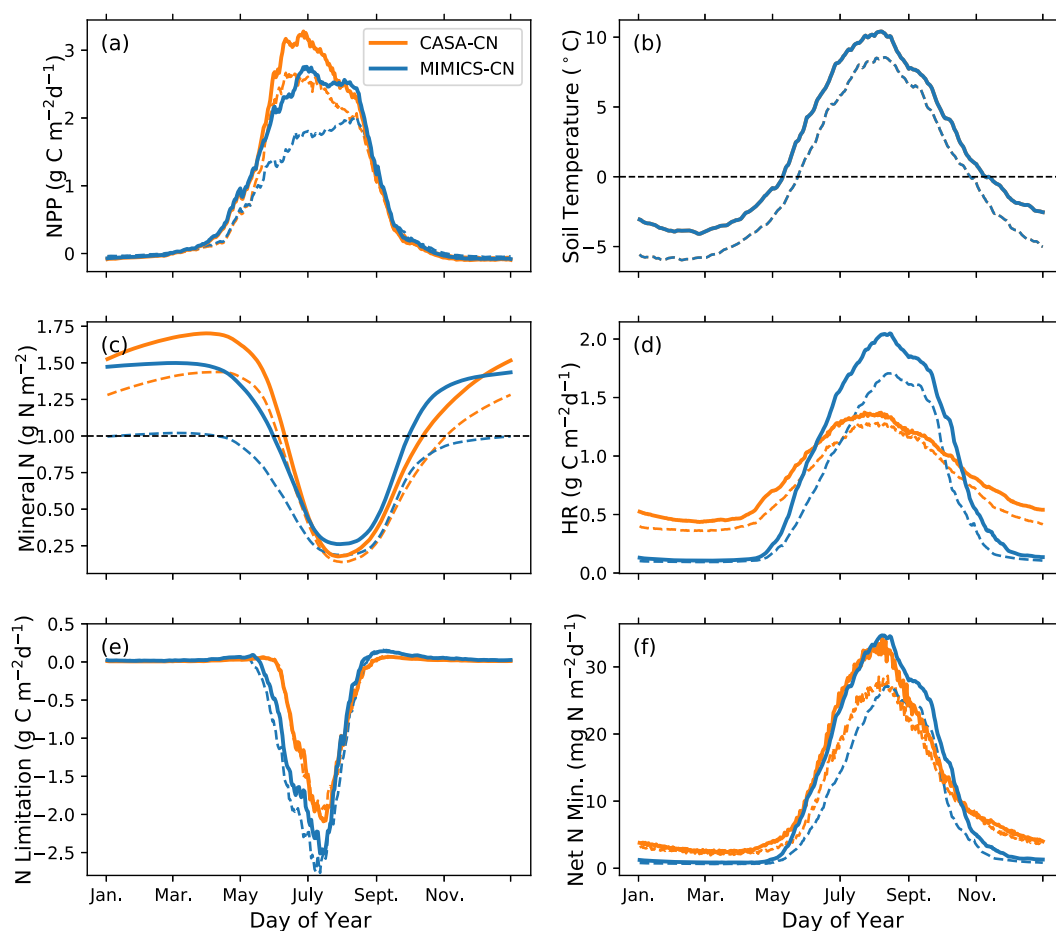 (a)
CASA-CN
MIMICS-CN
NPP (g C m⁻²d⁻¹)
3
2
1
0
(b)
Soil Temperature (°C)
10
5
0
−5
(c)
Mineral N (g N m⁻²)
1.75
1.50
1.25
1.00
0.75
0.50
0.25
(d)
HR (g C m⁻²d⁻¹)
2.0
1.5
1.0
0.5
0.0
(e)
N Limitation (g C m⁻²d⁻¹)
0.5
0.0
−0.5
−1.0
−1.5
−2.0
−2.5
Jan. Mar. May July Sept. Nov.
Day of Year
(f)
Net N Min. (mg N m⁻²d⁻¹)
30
20
10
0
Jan. Mar. May July Sept. Nov.
Day of Year